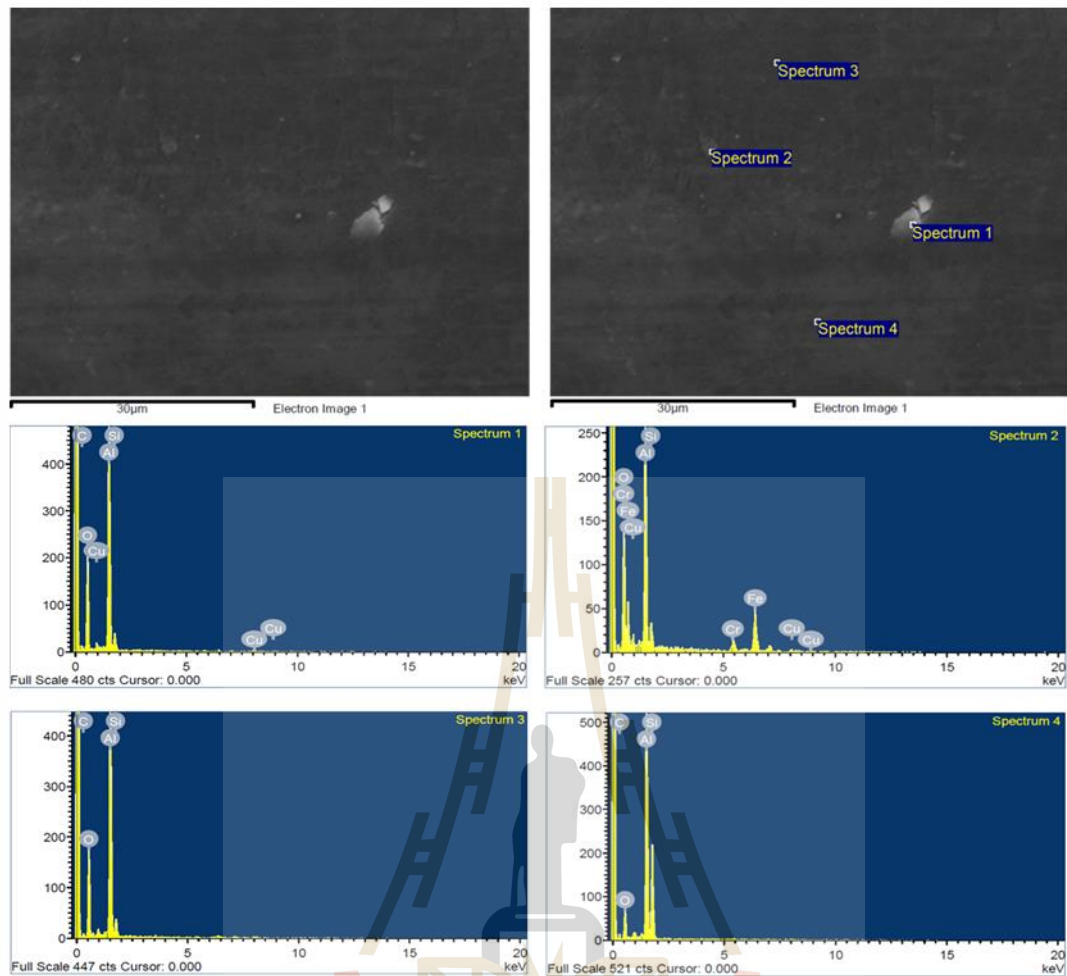 Spectrum 3
Spectrum 2
Spectrum 1
Spectrum 4
30µm Electron Image 1
30µm Electron Image 1
Spectrum 1
C Si
Al
O
Cu
Cu
Cu
400
300
200
100
0
5 10 15 20
Full Scale 480 cts Cursor: 0.000 keV
Spectrum 2
Si
Al
O
Cr
Fe
Cu
Fe
Cr Cu
Cu
250
200
150
100
50
0
0 5 10 15 20
Full Scale 257 cts Cursor: 0.000 keV
Spectrum 3
C Si
Al
O
400
300
200
100
0
0 5 10 15 20
Full Scale 447 cts Cursor: 0.000 keV
Spectrum 4
C Si
Al
O
500
400
300
200
100
0
0 5 10 15 20
Full Scale 521 cts Cursor: 0.000 keV